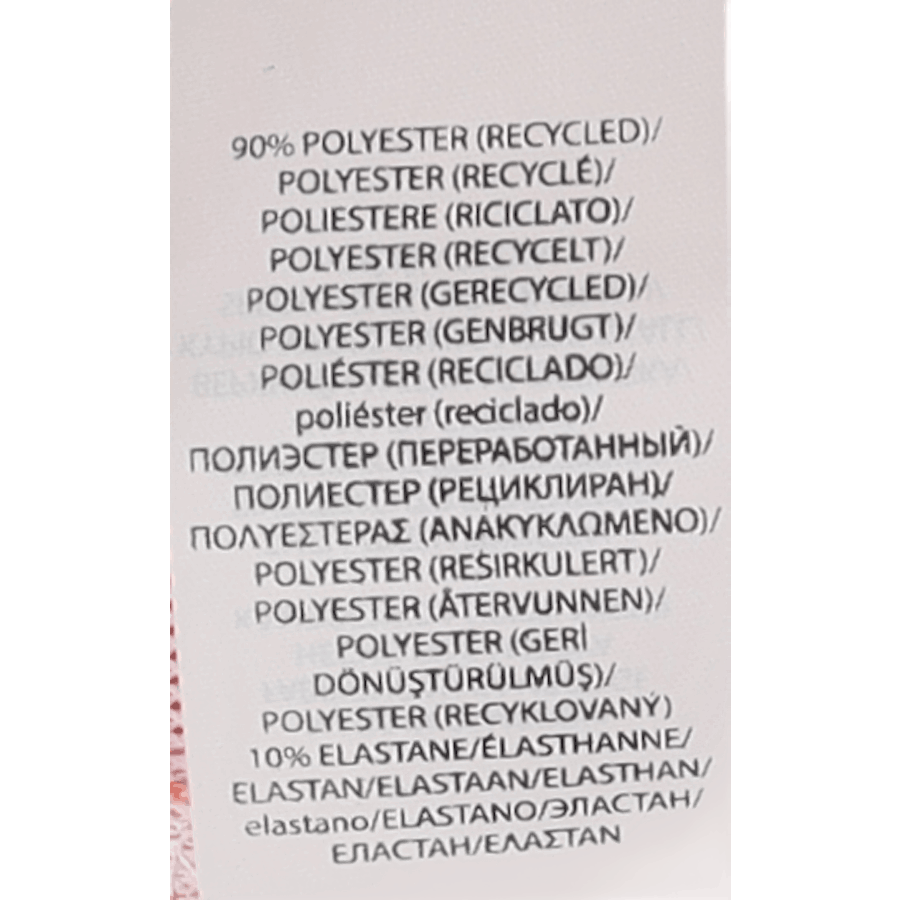 90% POLYESTER (RECYCLED)/
POLYESTER (RECYCLÉ)/
POLIESTERE (RICICLATO)/
POLYESTER (RECYCELT)/
POLYESTER (GERECYCLED)/
POLYESTER (GENBRUGT)/
POLIÉSTER (RECICLADO)/
poliéster (reciclado)/
ПОЛИЭСТЕР (ПЕРЕРАБОТАННЫЙ)/
ПОЛИЕСТЕР (РЕЦИКЛИРАН)/
ΠΟΛΥΕΣΤΕΡΑΣ (ΑΝΑΚΥΚΛΩΜΕΝΟ)/
POLYESTER (RESIRKULERT)/
POLYESTER (ÅTERVUNNEN)/
POLYESTER (GERİ
DÖNÜŞTÜRÜLMÜŞ)/
POLYESTER (RECYKLOVANÝ)
10% ELASTANE/ÉLASTHANNE/
ELASTAN/ELASTAAN/ELASTHAN/
elastano/ELASTANO/ЭЛАСТАН/
ЕЛАСТАН/ΕΛΑΣΤΑΝ